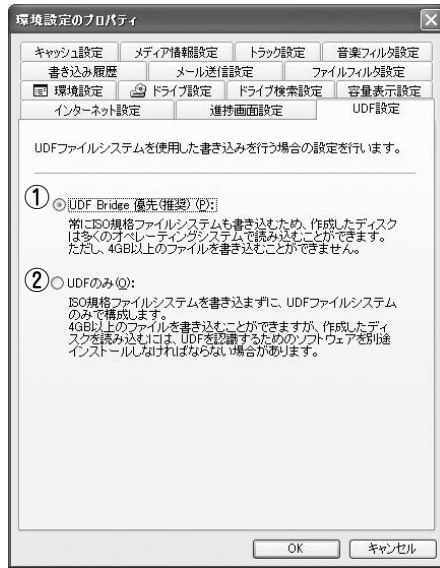 環境設定のプロパティ
キャッシュ設定 メディア情報設定 トラック設定 音楽フィルタ設定
書き込み履歴 メール送信設定 ファイルフィルタ設定
環境設定 ドライブ設定 ドライブ検索設定 容量表示設定
インターネット設定 進捗画面設定 UDF設定
UDFファイルシステムを使用した書き込みを行う場合の設定を行います。
① UDF Bridge 優先(推奨)(P):
常にISO規格ファイルシステムも書き込むため、作成したディスク
は多くのオペレーティングシステムで読み込むことができます。
ただし、4GB以上のファイルを書き込むことができません。
② UDFのみ(O):
ISO規格ファイルシステムを書き込まずに、UDFファイルシステム
のみで構成します。
4GB以上のファイルを書き込むことができますが、作成したディ
スクを読み込むには、UDFを認識するためのソフトウェアを別途
インストールしなければならない場合があります。
OK キャンセル